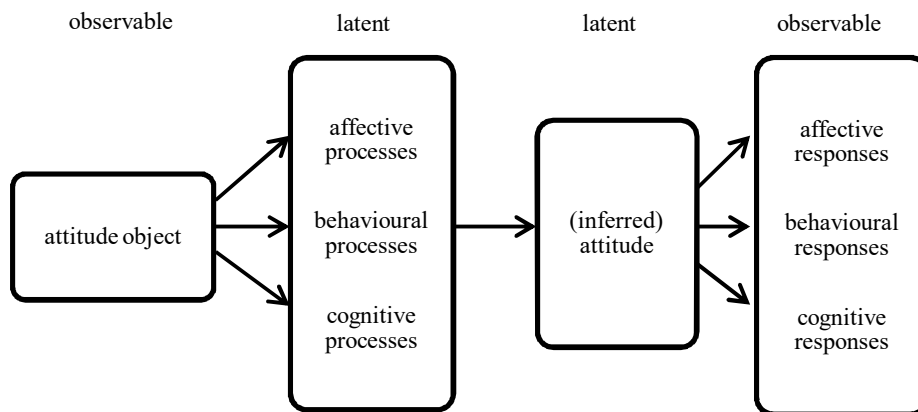 observable
latent
latent
observable
attitude object
affective
processes
behavioural
processes
cognitive
processes
(inferred)
attitude
affective
responses
behavioural
responses
cognitive
responses